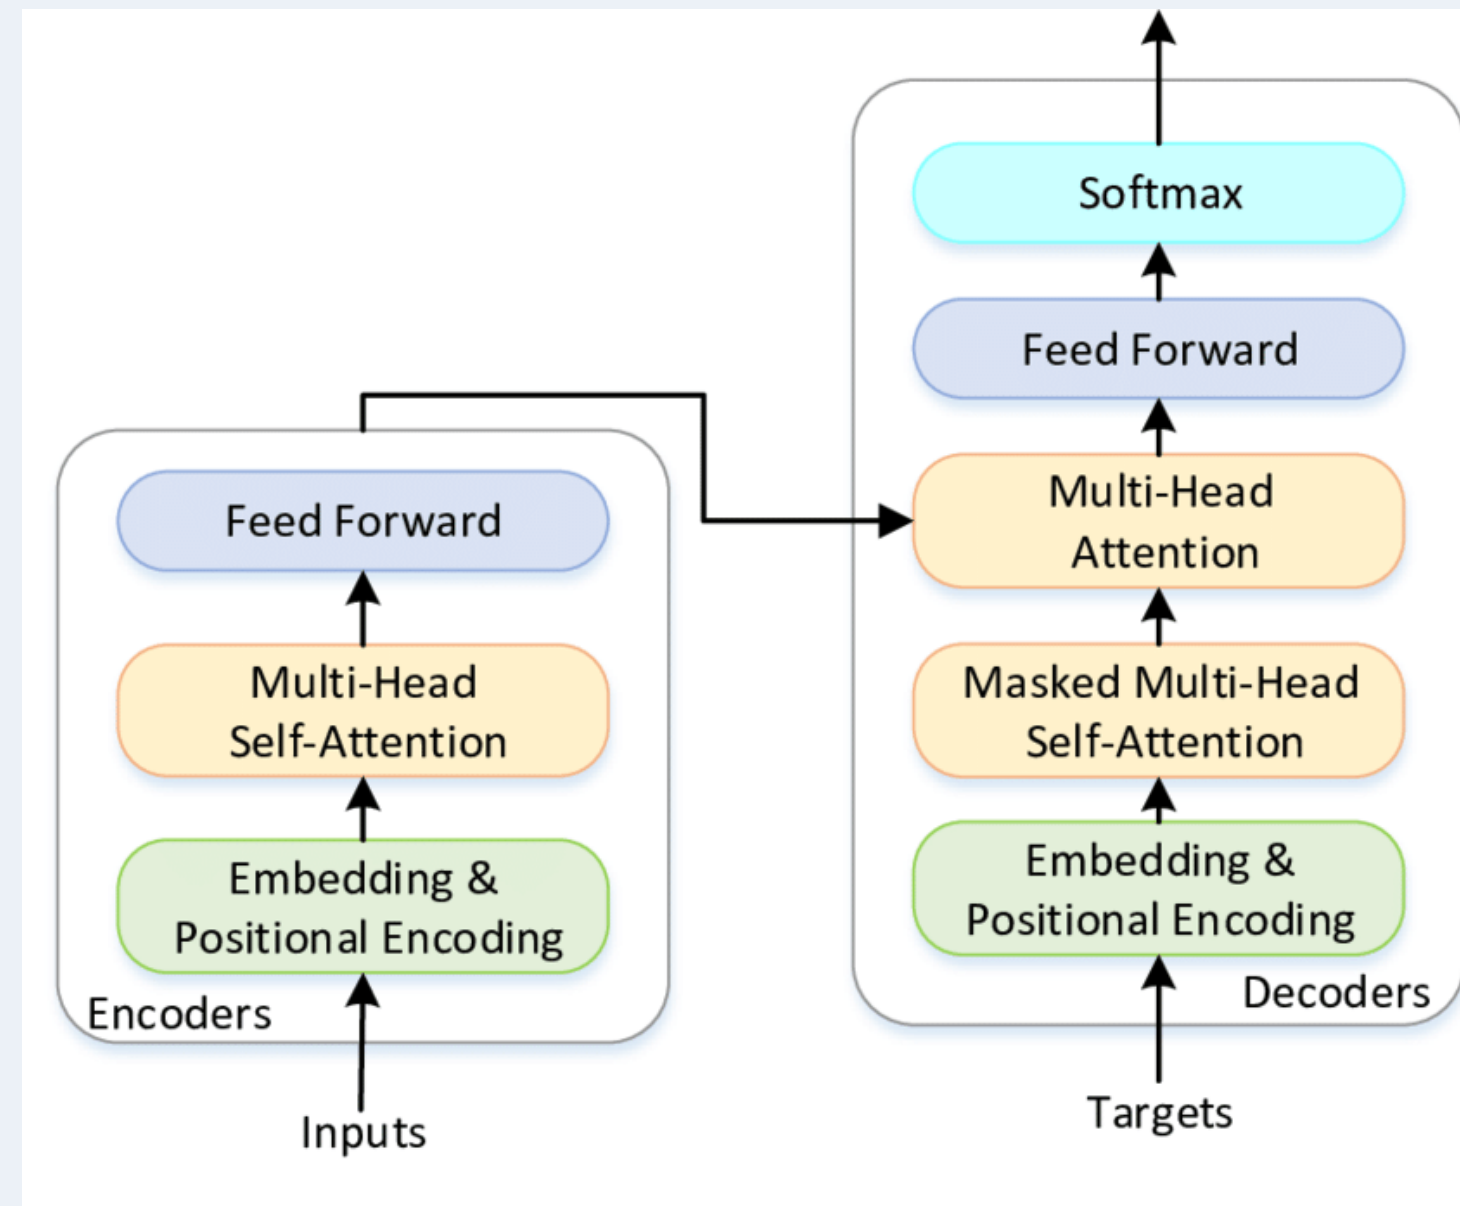 Feed Forward
Multi-Head
Self-Attention
Embedding &
Positional Encoding
Encoders
Inputs
Softmax
Feed Forward
Multi-Head
Attention
Masked Multi-Head
Self-Attention
Embedding &
Positional Encoding
Decoders
Targets